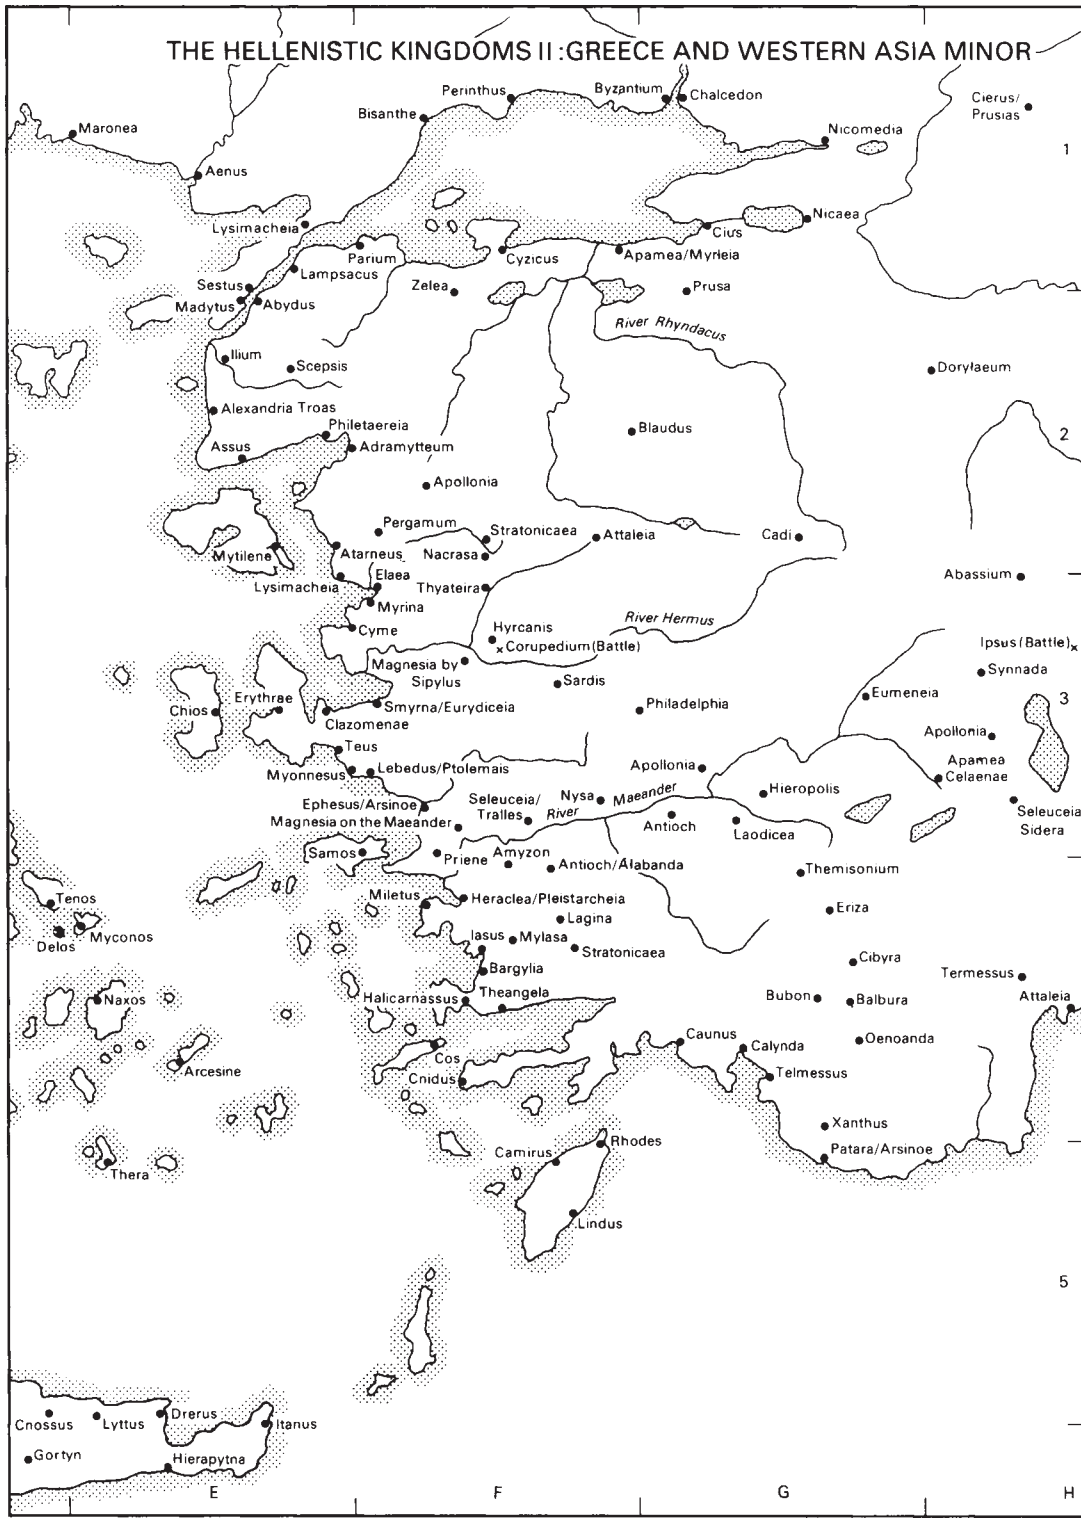 THE HELLENISTIC KINGDOMS II : GREECE AND WESTERN ASIA MINOR
Perinthus
Byzantium
Chalcedon
Cierus/
Prusias
Bisanthe
Maronea
Nicomedia
1
Aenus
Lysimacheia
Nicaea
Cius
Parium
Cyzicus
Apamea/Myrleia
Lampsacus
Sestus
Zelea
Prusa
Madytus
Abydus
River Rhyndacus
Ilium
Scepsis
Dorylaeum
Alexandria Troas
Philetaereia
Blaudus
2
Assus
Adramytteum
Apollonia
Pergamum
Stratonicaea
Attaleia
Cadi
Mytilene
Atarneus
Nacrasa
Elaea
Abassium
Lysimacheia
Thyateira
Myrina
River Hermus
Cyme
Hyrcanis
Corupedium (Battle)
Ipsus (Battle)
Magnesia by
Sipylus
Synnada
Sardis
Erythrae
Eumeneia
Chios
Smyrna/Eurydiceia
Philadelphia
3
Clazomenae
Apollonia
Teus
Myonnesus
Lebedus/Ptolemais
Apollonia
Apamea
Celaenae
Ephesus/Arsinoe
Seleuceia/
Tralles
Nysa
River Maeander
Hieropolis
Seleuceia
Sidera
Magnesia on the Maeander
Antioch
Laodicea
Samos
Priene
Amyzon
Antioch/Alabanda
Themisonium
Tenos
Miletus
Heraclea/Pleistarcheia
Eriza
Delos
Myconos
Lagina
Iasus
Mylasa
Stratonicaea
Cibyra
Bargylia
Termessus
Naxos
Halicarnassus
Theangela
Bubon
Balbura
Attaleia
Caunus
Oenoanda
Cos
Calynda
Arcesine
Cnidus
Telmessus
Xanthus
Rhodes
Patara/Arsinoe
Thera
Camirus
Lindus
5
Cnossus
Lyttus
Drerus
Itanus
Gortyn
Hierapytna
E
F
G
H